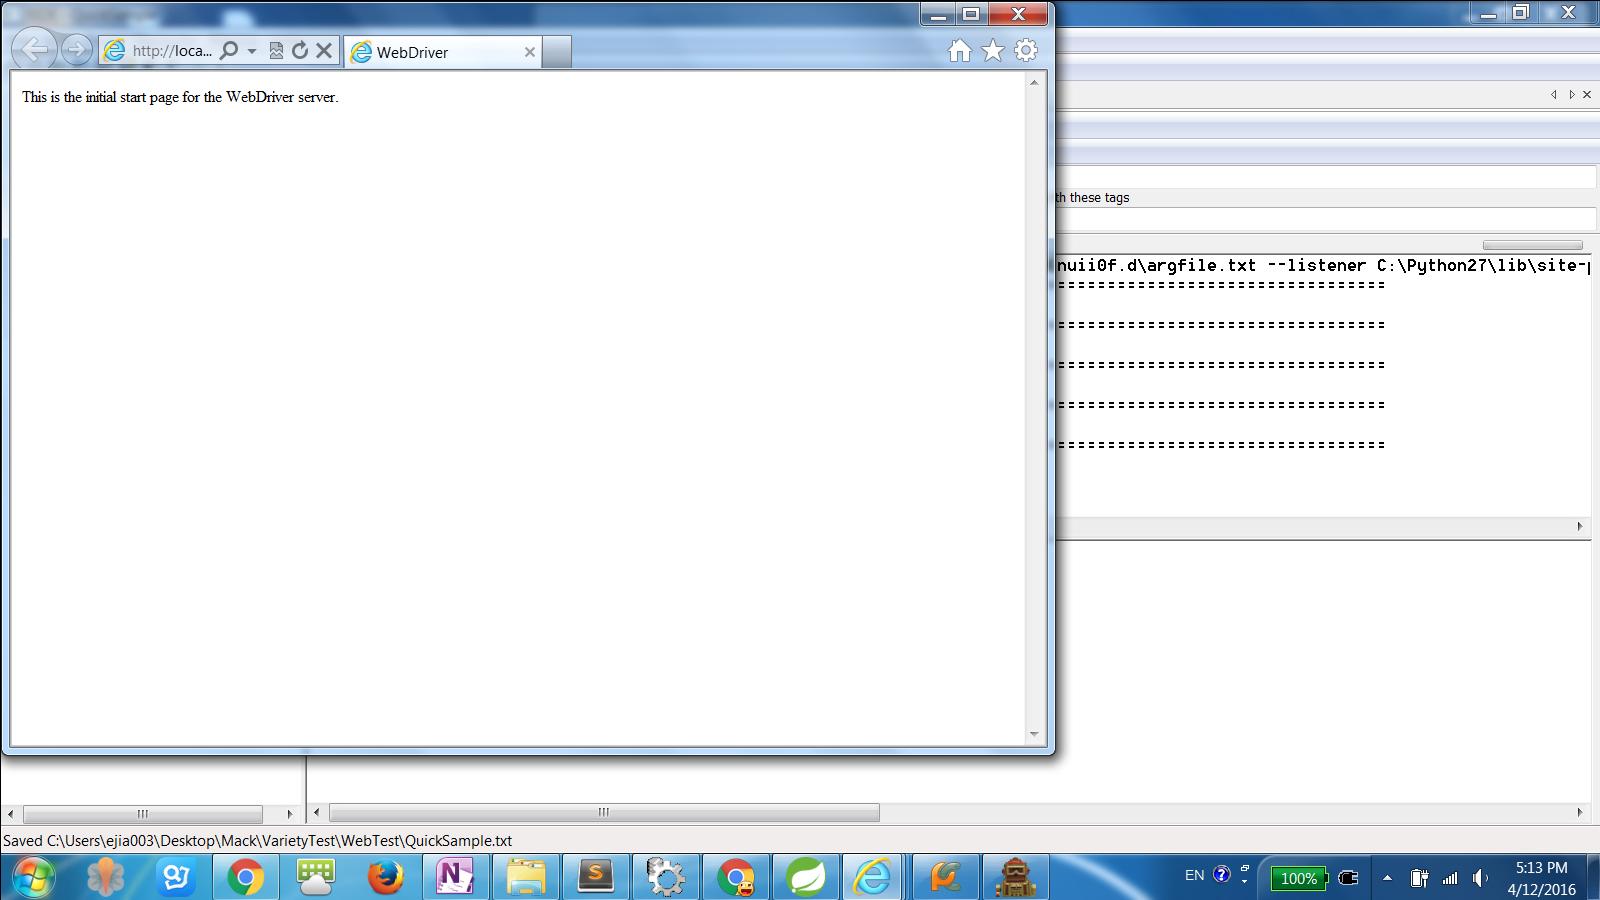 http://loca...
WebDriver
This is the initial start page for the WebDriver server.
th these tags
nuii0f.d\argfile.txt --listener C:\Python27\lib\site-p
=================================
=================================
=================================
=================================
=================================
Saved C:\Users\ejia003\Desktop\Mack\VarietyTest\WebTest\QuickSample.txt
EN
100%
5:13 PM
4/12/2016